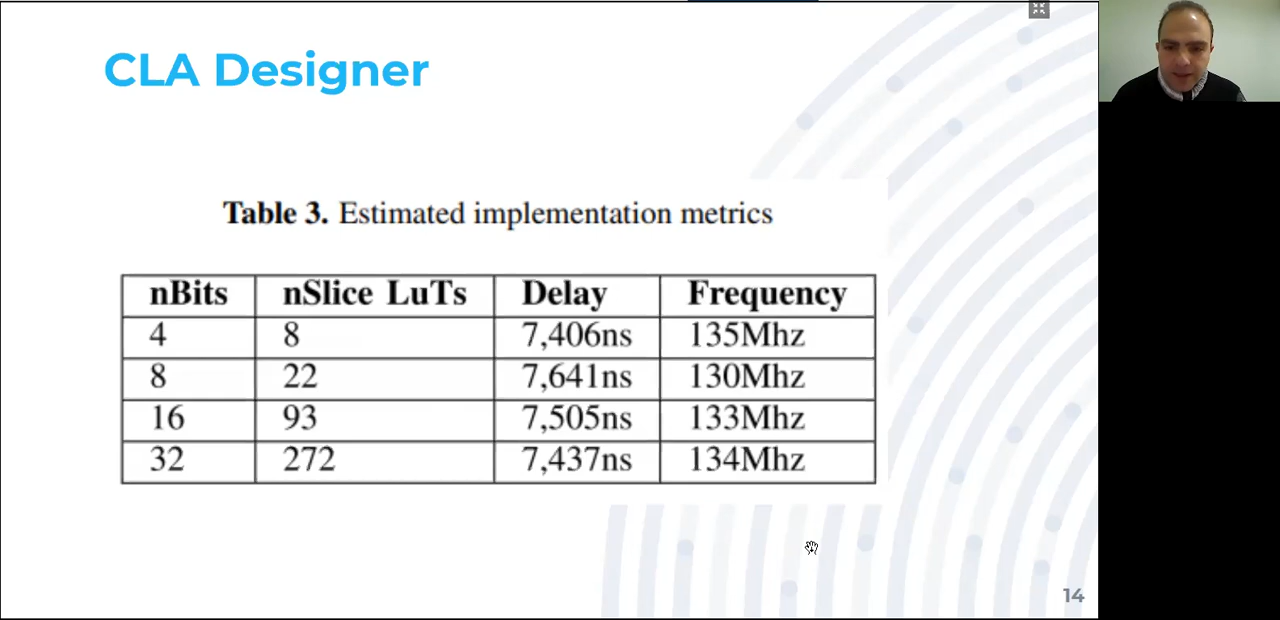 CLA Designer
Table 3. Estimated implementation metrics
nBits nSlice LuTs Delay Frequency
4 8 7,406ns 135Mhz
8 22 7,641ns 130Mhz
16 93 7,505ns 133Mhz
32 272 7,437ns 134Mhz
14